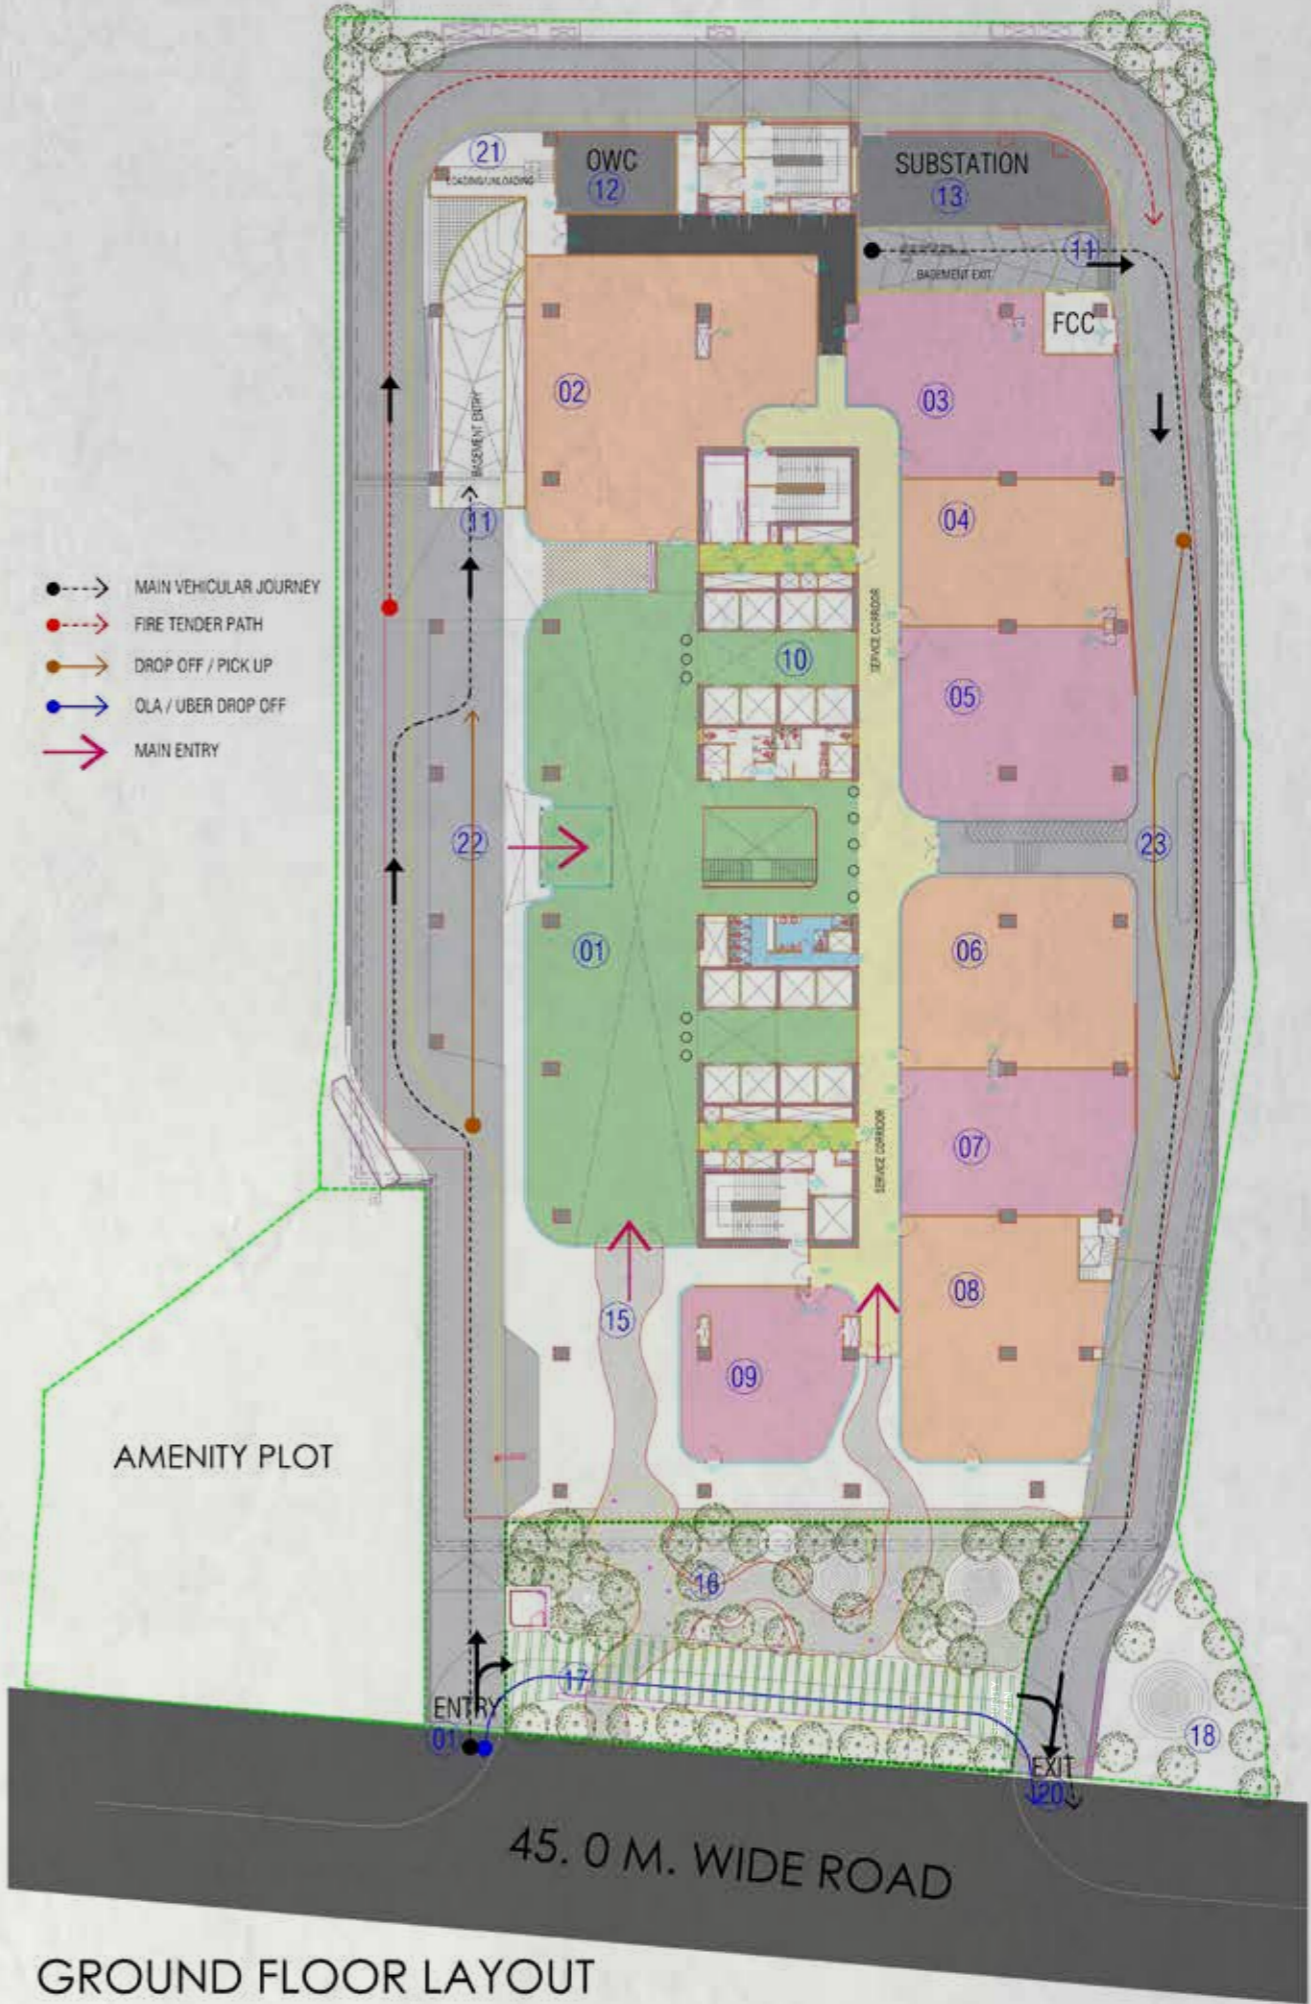 21
LOADING/UNLOADING
OWC
12
SUBSTATION
13
11
BASEMENT EXIT
FCC
02
03
BASEMENT ENTRY
04
11
MAIN VEHICULAR JOURNEY
FIRE TENDER PATH
DROP OFF / PICK UP
OLA / UBER DROP OFF
MAIN ENTRY
SERVICE CORRIDOR
10
05
22
23
01
06
SERVICE CORRIDOR
07
08
15
09
AMENITY PLOT
16
17
ENTRY
01
18
EXIT
20
45. 0 M. WIDE ROAD
GROUND FLOOR LAYOUT